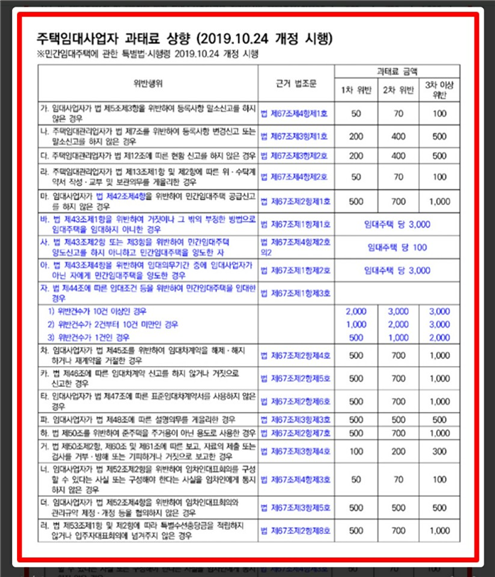 주택임대사업자 과태료 상향 (2019.10.24 개정 시행)
※민간임대주택에 관한 특별법·시행령 2019.10.24 개정 시행
위반행위 근거 법조문 과태료 금액
1차 위반 2차 위반 3차 이상 위반
가. 임대사업자가 법 제5조제3항을 위반하여 등록사항 말소신고를 하지 않은 경우 법 제67조제4항제1호 50 70 100
나. 주택임대관리업자가 법 제7조를 위반하여 등록사항 변경신고 또는 말소신고를 하지 않은 경우 법 제67조제3항제1호 200 400 500
다. 주택임대관리업자가 법 제12조에 따른 현황 신고를 하지 않은 경우 법 제67조제3항제2호 200 400 500
라. 주택임대관리업자가 법 제13조제1항 및 제2항에 따른 위·수탁계약서 작성·교부 및 보관의무를 게을리한 경우 법 제67조제4항제2호 50 70 100
마. 임대사업자가 법 제42조제4항을 위반하여 민간임대주택 공급신고를 하지 않은 경우 법 제67조제2항제1호 500 700 1,000
바. 법 제43조제1항을 위반하여 거짓이나 그 밖의 부정한 방법으로 임대주택을 임대하지 아니한 경우 법 제67조제1항제1호 임대주택 당 3,000
사. 법 제43조제2항 또는 제3항을 위반하여 민간임대주택 양도신고를 하지 아니하고 민간임대주택을 양도한 자 법 제67조제4항제2호의2 임대주택 당 100
아. 법 제43조제4항을 위반하여 임대의무기간 중에 임대사업자가 아닌 자에게 민간임대주택을 양도한 경우 법 제67조제1항제2호 임대주택 당 3,000
자. 법 제44조에 따른 임대조건 등을 위반하여 민간임대주택을 임대한 경우 법 제67조제1항제3호
1) 위반건수가 10건 이상인 경우 2,000 3,000 3,000
2) 위반건수가 2건부터 10건 미만인 경우 1,000 2,000 3,000
3) 위반건수가 1건인 경우 500 1,000 2,000
차. 임대사업자가 법 제45조를 위반하여 임대계약을 해제·해지하거나 재계약을 거절한 경우 법 제67조제2항제4호 500 700 1,000
카. 법 제46조에 따른 임대차계약 신고를 하지 않거나 거짓으로 신고한 경우 법 제67조제2항제5호 500 700 1,000
타. 임대사업자가 법 제47조에 따른 표준임대차계약서를 사용하지 않은 경우 법 제67조제2항제6호 500 700 1,000
파. 임대사업자가 법 제48조에 따른 설명의무를 게을리한 경우 법 제67조제3항제3호 500 500 500
하. 법 제50조를 위반하여 준주택을 주거용이 아닌 용도로 사용한 경우 법 제67조제2항제7호 500 700 1,000
거. 법 제50조제2항, 제60조 및 제61조에 따른 보고, 자료의 제출 또는 검사를 거부·방해 또는 기피하거나 거짓으로 보고한 경우 법 제67조제3항제4호 100 200 300
너. 임대사업자가 법 제52조제2항을 위반하여 임차인대표회의를 구성할 수 있다는 사실 또는 구성해야 한다는 사실을 임차인에게 통지하지 않은 경우 법 제67조제4항제3호 50 70 100
더. 임대사업자가 법 제52조제4항을 위반하여 임차인대표회의와 관리규약 제정·개정 등을 협의하지 않은 경우 법 제67조제3항제5호 500 500 500
러. 법 제53조제1항 및 제2항에 따라 특별수선충당금을 적립하지 않거나 입주자대표회의에 넘겨주지 않은 경우 법 제67조제2항제8호 500 700 1,000